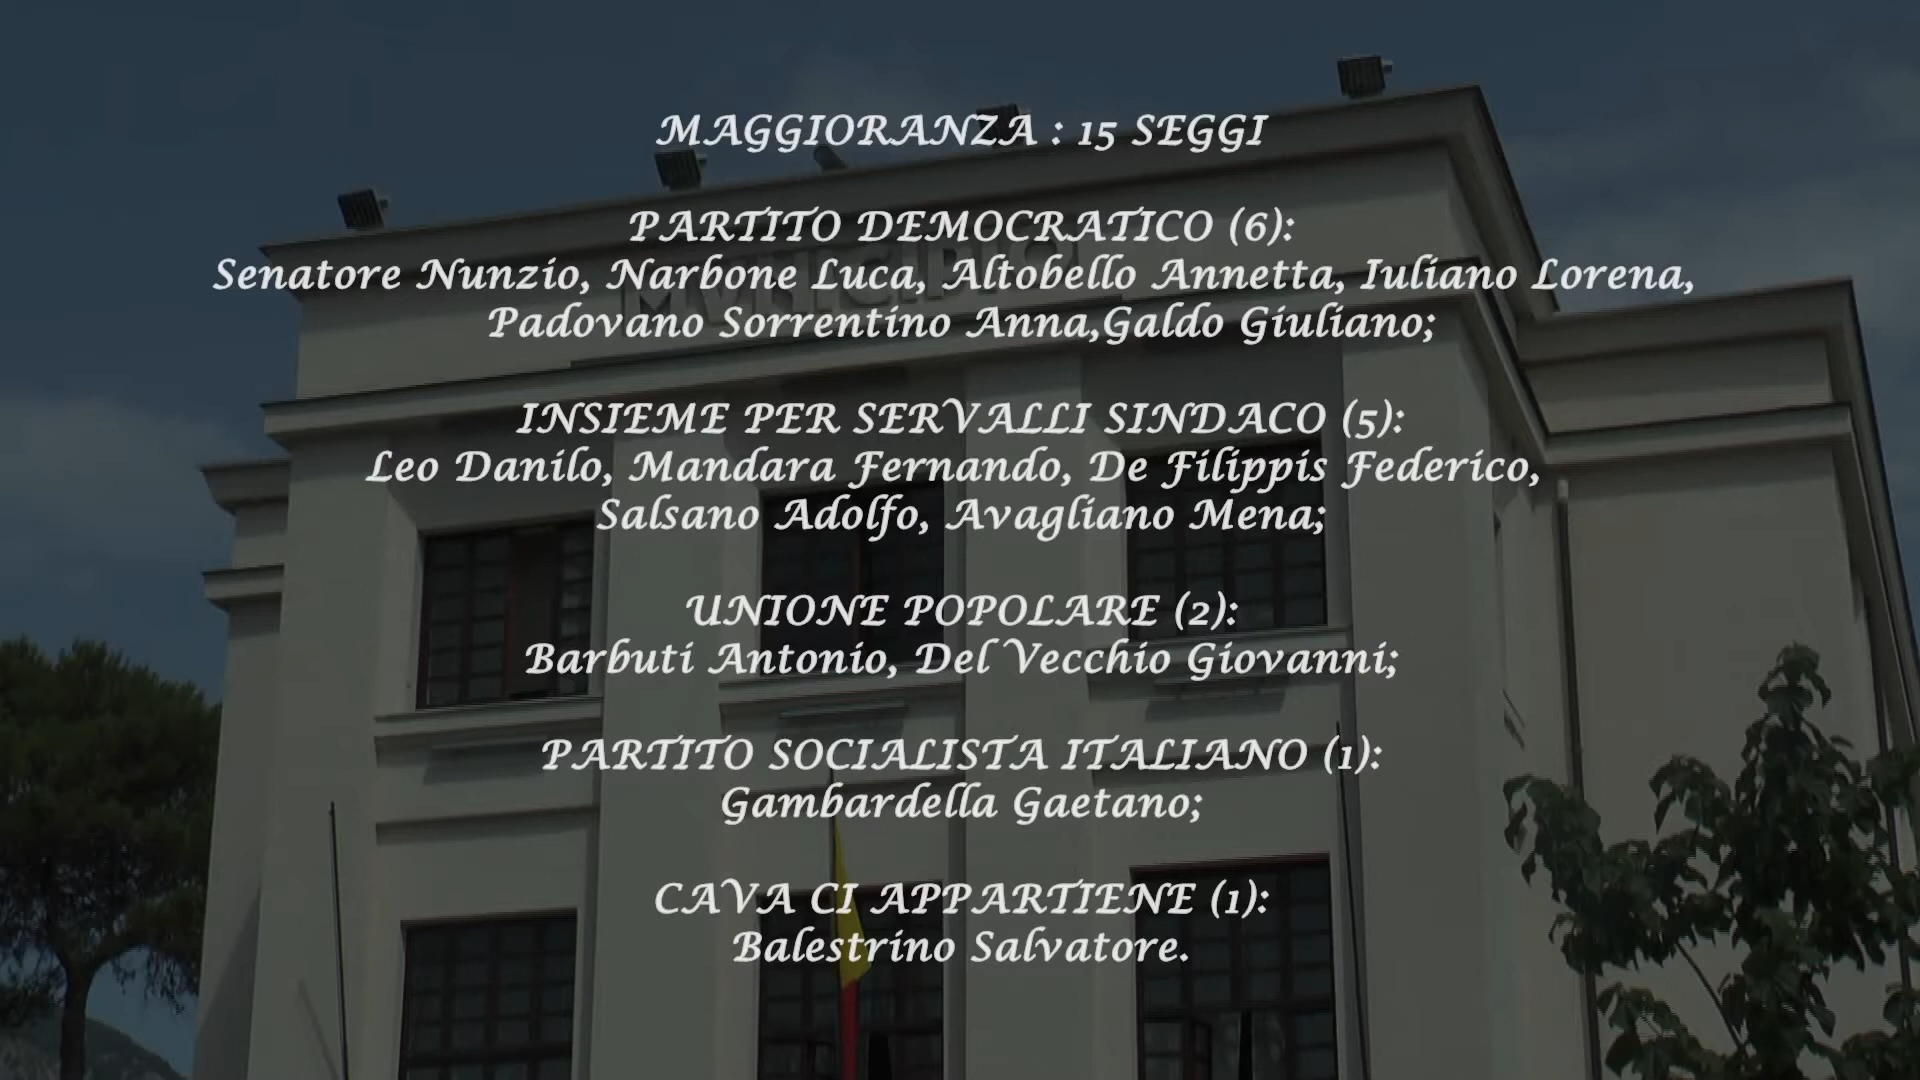 MAGGIORANZA : 15 SEGGI
PARTITO DEMOCRATICO (6):
Senatore Nunzio, Narbone Luca, Altobello Annetta, Iuliano Lorena,
Padovano Sorrentino Anna,Galdo Giuliano;
INSIEME PER SERVALLI SINDACO (5):
Leo Danilo, Mandara Fernando, De Filippis Federico,
Salsano Adolfo, Avagliano Mena;
UNIONE POPOLARE (2):
Barbuti Antonio, Del Vecchio Giovanni;
PARTITO SOCIALISTA ITALIANO (1):
Gambardella Gaetano;
CAVA CI APPARTIENE (1):
Balestrino Salvatore.
MVNICIPIO